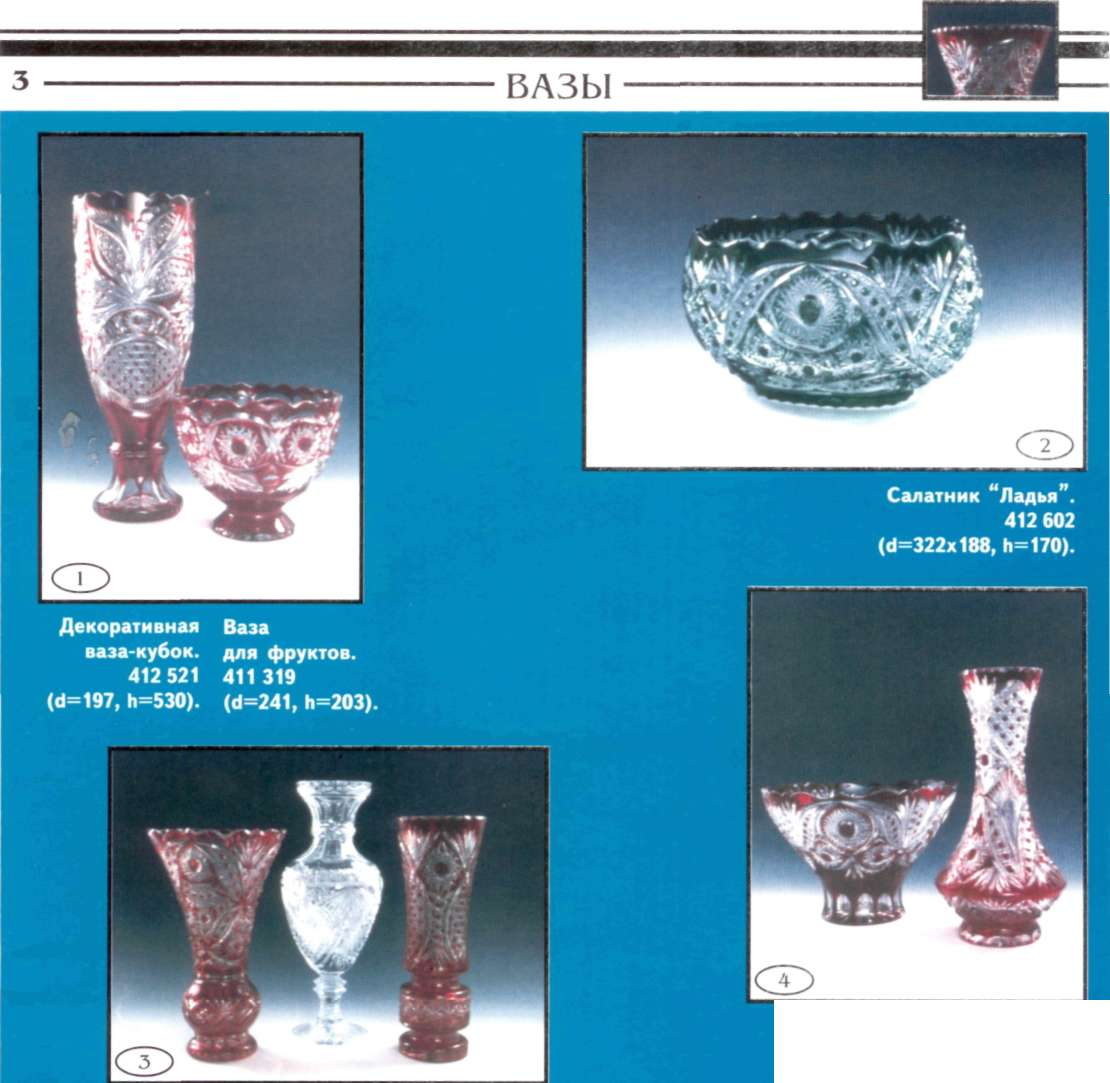 3
ВАЗЫ
1
Декоративная
ваза-кубок.
412 521
(d=197, h=530).
Ваза
для фруктов.
411 319
(d=241, h=203).
2
Салатник “Ладья”.
412 602
(d=322x188, h=170).
3
4